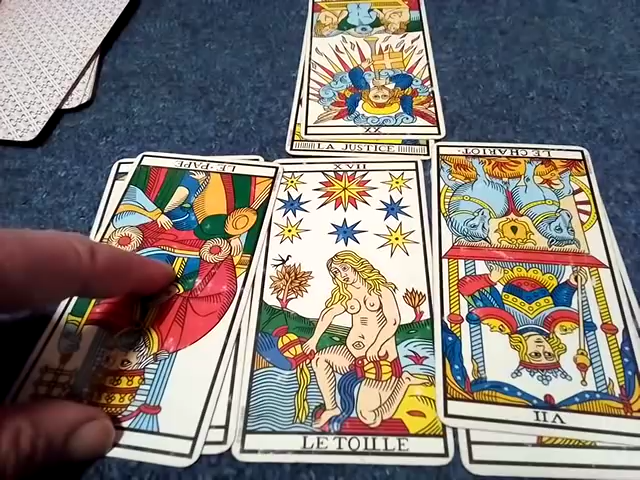 XX
LA JUSTICE
LE·PAPE
XVII
LE CHARIOT·
LE TOILLE
VII